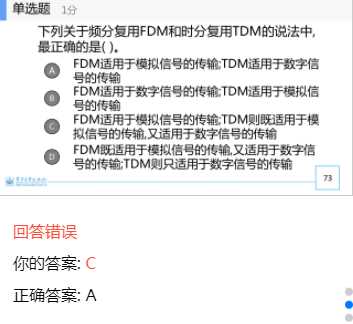 单选题 1分
下列关于频分复用FDM和时分复用TDM的说法中,
最正确的是( )。
A FDM适用于模拟信号的传输;TDM适用于数字信
号的传输
B FDM适用于数字信号的传输;TDM适用于模拟信
号的传输
C FDM适用于模拟信号的传输;TDM则既适用于模
拟信号的传输,又适用于数字信号的传输
D FDM既适用于模拟信号的传输,又适用于数字信
号的传输;TDM则只适用于数字信号的传输
73
回答错误
你的答案: C
正确答案: A